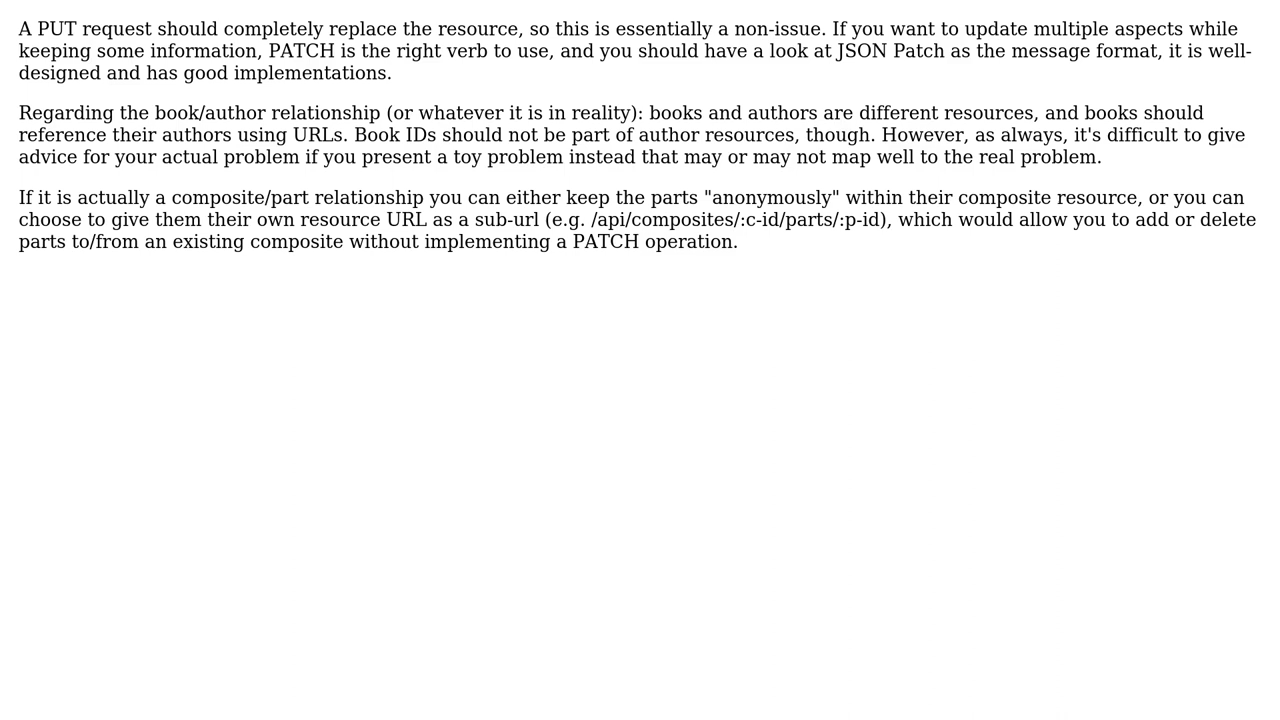 A PUT request should completely replace the resource, so this is essentially a non-issue. If you want to update multiple aspects while
keeping some information, PATCH is the right verb to use, and you should have a look at JSON Patch as the message format, it is well-
designed and has good implementations.
Regarding the book/author relationship (or whatever it is in reality): books and authors are different resources, and books should
reference their authors using URLs. Book IDs should not be part of author resources, though. However, as always, it's difficult to give
advice for your actual problem if you present a toy problem instead that may or may not map well to the real problem.
If it is actually a composite/part relationship you can either keep the parts "anonymously" within their composite resource, or you can
choose to give them their own resource URL as a sub-url (e.g. /api/composites/:c-id/parts/:p-id), which would allow you to add or delete
parts to/from an existing composite without implementing a PATCH operation.